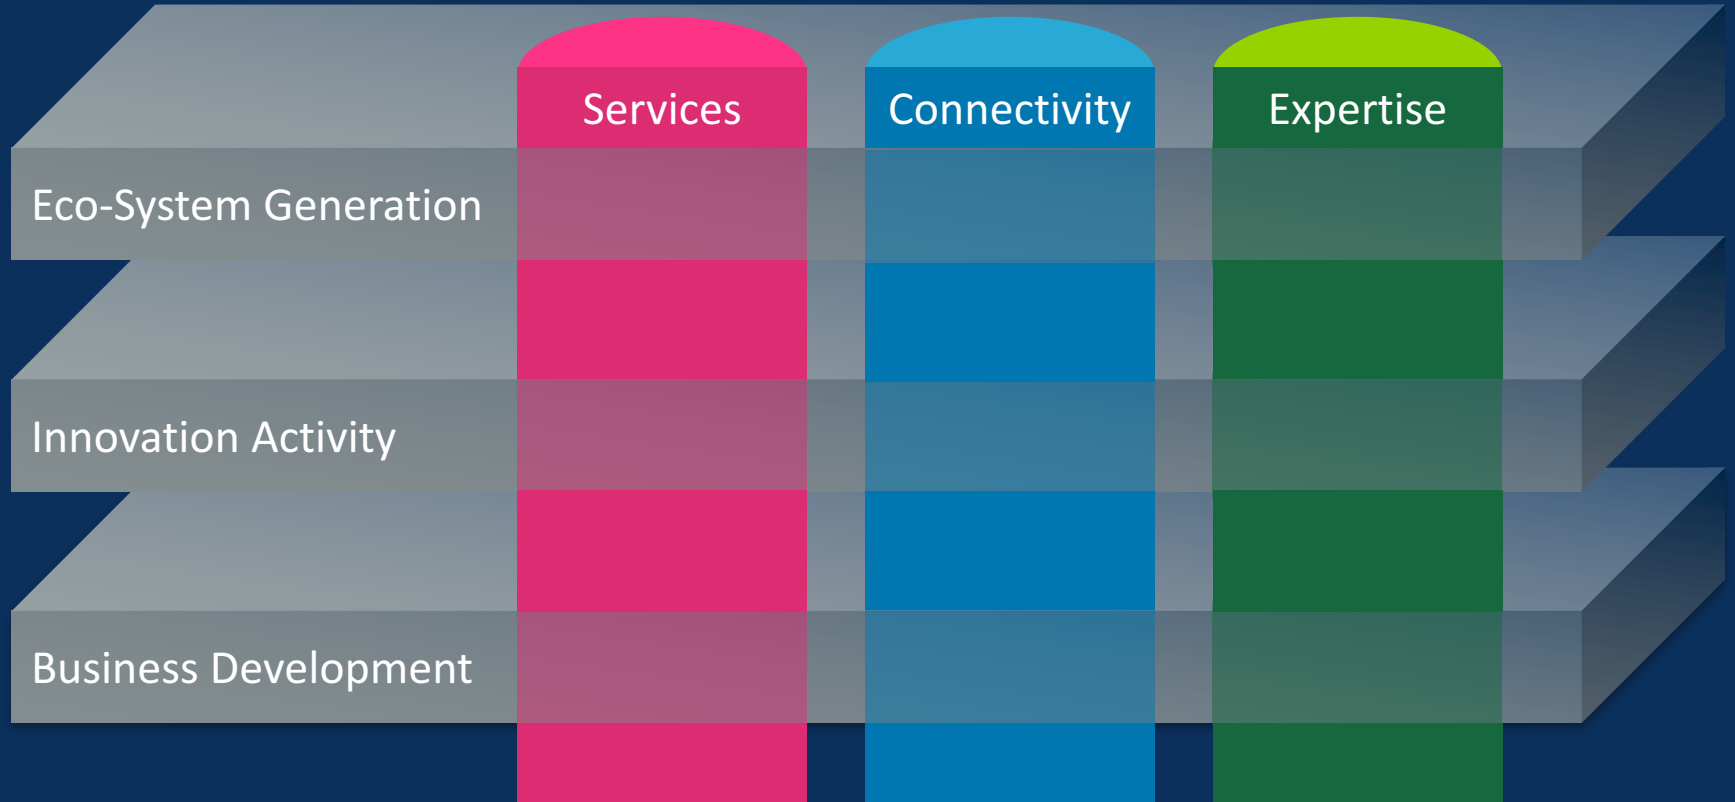 Services
Connectivity
Expertise
Eco-System Generation
Innovation Activity
Business Development